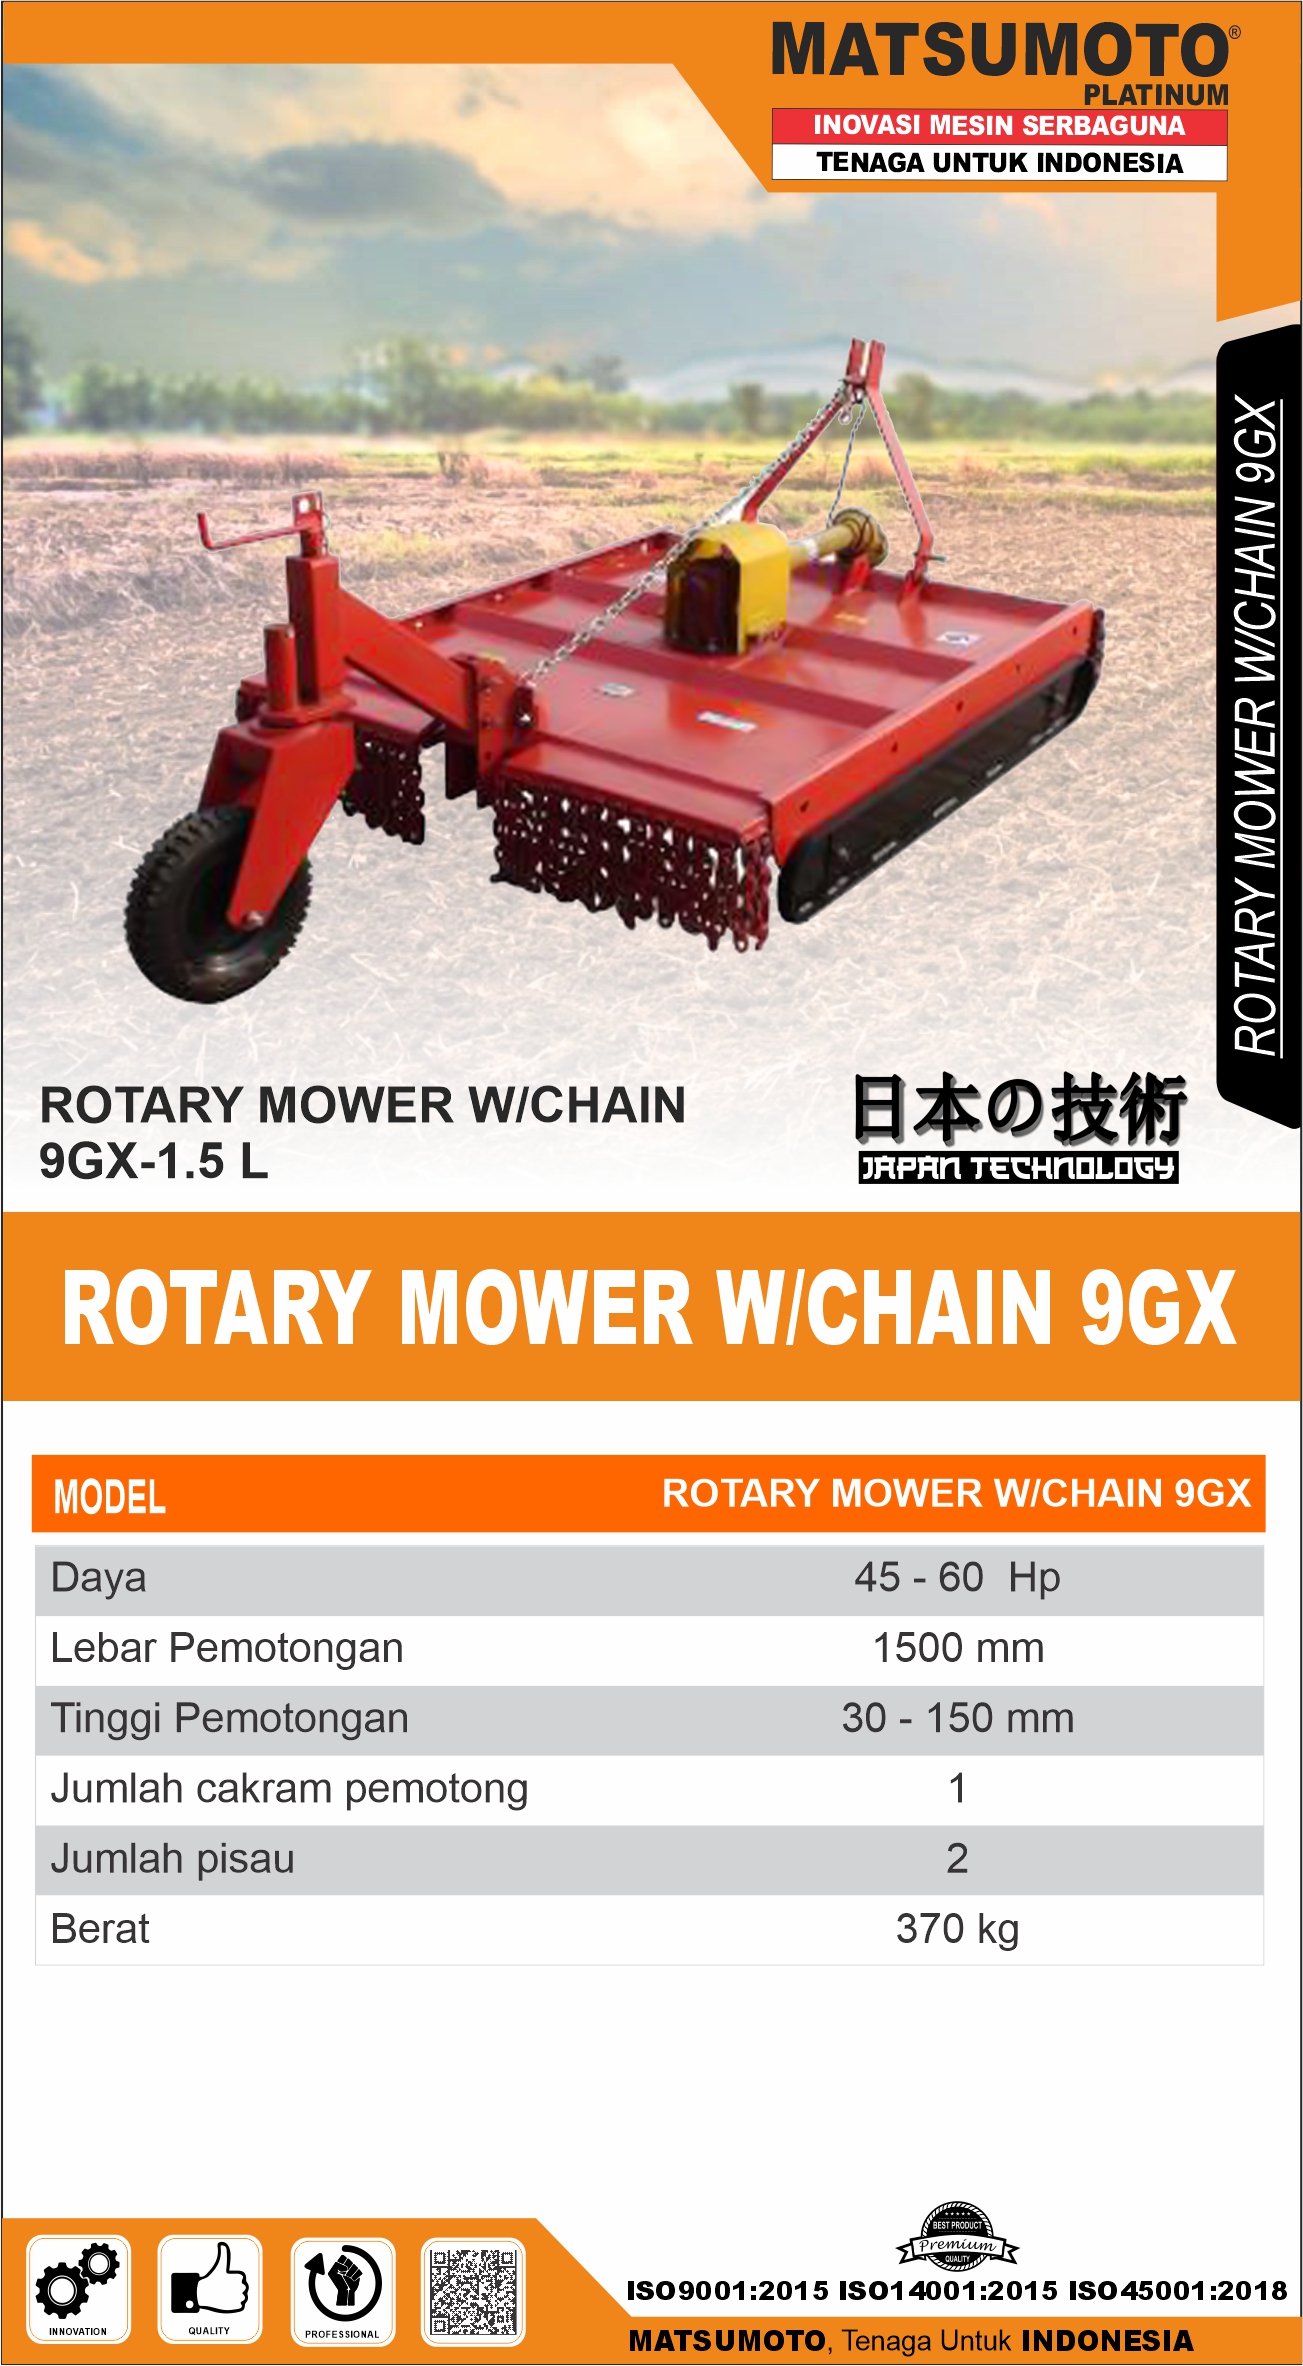 MATSUMOTO®
PLATINUM
INOVASI MESIN SERBAGUNA
TENAGA UNTUK INDONESIA
ROTARY MOWER W/CHAIN 9GX
ROTARY MOWER W/CHAIN
9GX-1.5 L
日本の技術
JAPAN TECHNOLOGY
ROTARY MOWER W/CHAIN 9GX
MODEL ROTARY MOWER W/CHAIN 9GX
Daya 45 - 60 Hp
Lebar Pemotongan 1500 mm
Tinggi Pemotongan 30 - 150 mm
Jumlah cakram pemotong 1
Jumlah pisau 2
Berat 370 kg
BEST PRODUCT
Premium
QUALITY
INNOVATION
QUALITY
PROFESSIONAL
ISO9001:2015 ISO14001:2015 ISO45001:2018
MATSUMOTO, Tenaga Untuk INDONESIA